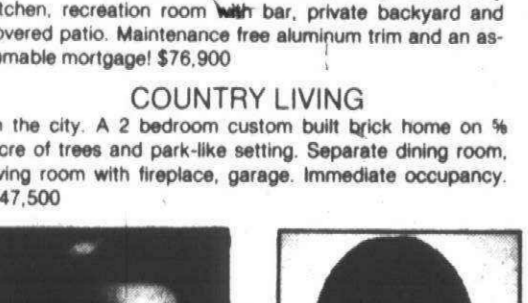 tchen, recreation room with bar, private backyard and
overed patio. Maintenance free aluminum trim and an as-
umable mortgage! $76,900
COUNTRY LIVING
n the city. A 2 bedroom custom built brick home on ⅝
cre of trees and park-like setting. Separate dining room,
ving room with fireplace, garage. Immediate occupancy.
47,500